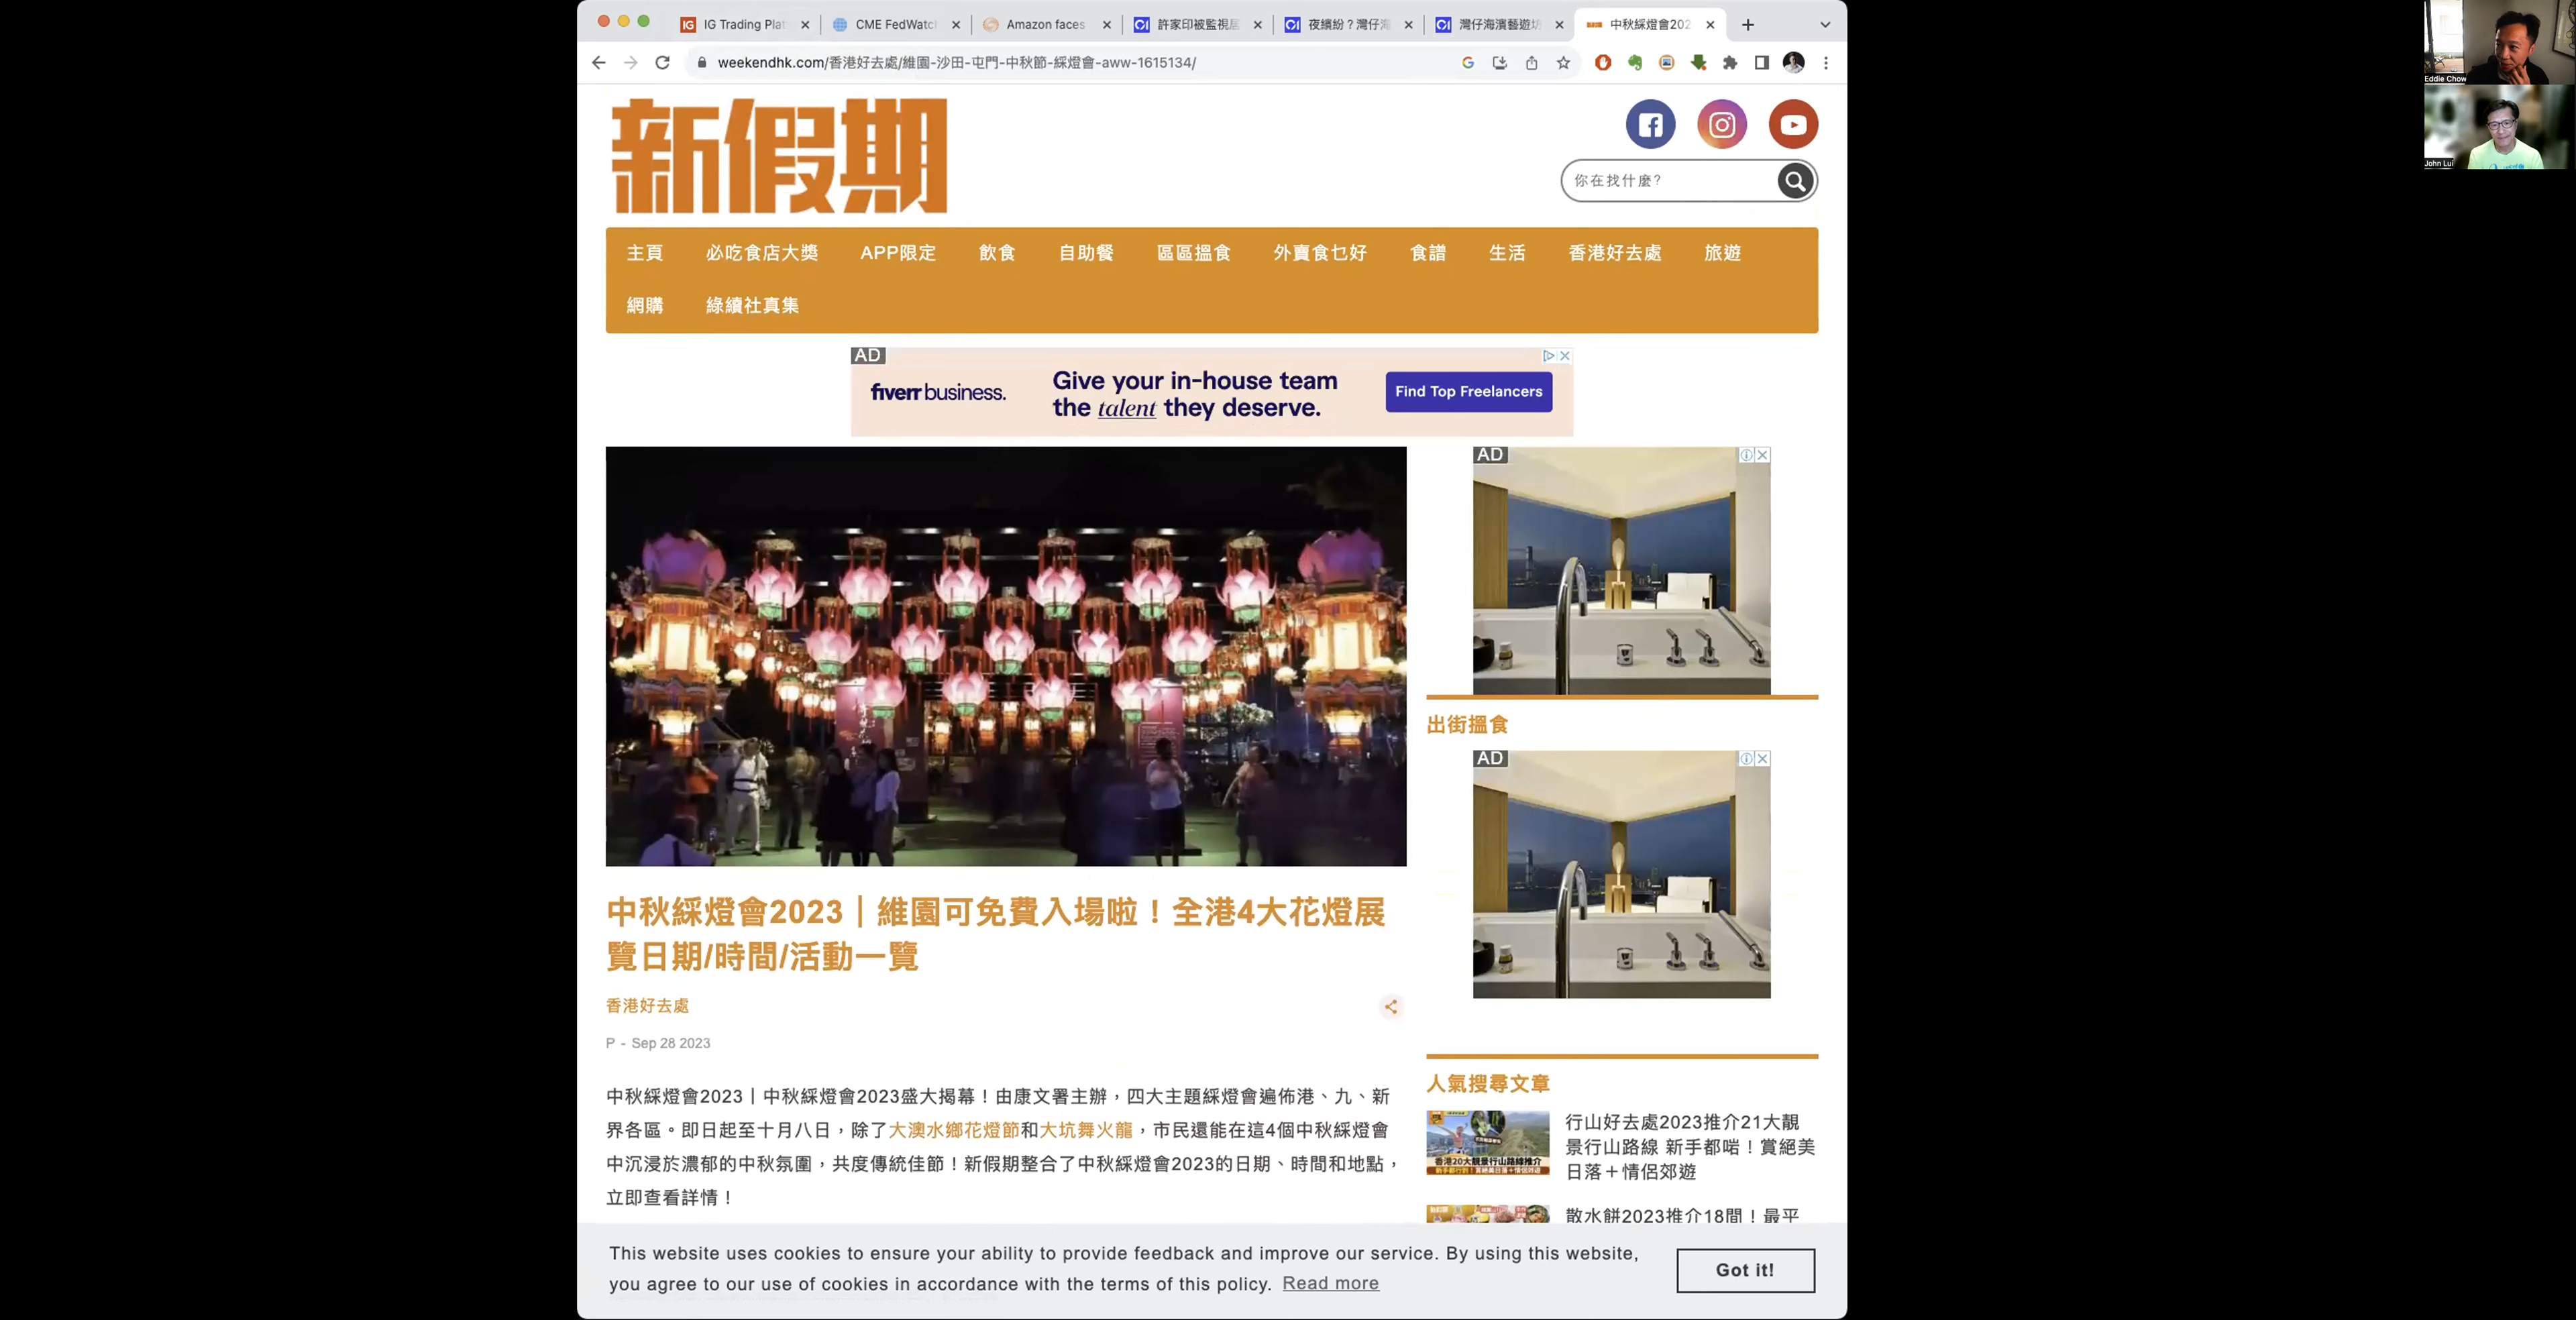 IG Trading Plat
CME FedWatch
Amazon faces
許家印被監視居
夜繽紛？灣仔海
灣仔海濱藝遊坊
中秋綵燈會202
weekendhk.com/香港好去處/維園-沙田-屯門-中秋節-綵燈會-aww-1615134/
Eddie Chow
John Lui
新假期
你在找什麼?
主頁 必吃食店大獎 APP限定 飲食 自助餐 區區搵食 外賣食乜好 食譜 生活 香港好去處 旅遊
網購 綠續社真集
AD
fiverr business.
Give your in-house team
the talent they deserve.
Find Top Freelancers
AD
出街搵食
AD
中秋綵燈會2023｜維園可免費入場啦！全港4大花燈展
覽日期/時間/活動一覽
香港好去處
P - Sep 28 2023
中秋綵燈會2023｜中秋綵燈會2023盛大揭幕！由康文署主辦，四大主題綵燈會遍佈港、九、新
界各區。即日起至十月八日，除了大澳水鄉花燈節和大坑舞火龍，市民還能在這4個中秋綵燈會
中沉浸於濃郁的中秋氛圍，共度傳統佳節！新假期整合了中秋綵燈會2023的日期、時間和地點，
立即查看詳情！
人氣搜尋文章
香港20大靚景行山路線推介
行山好去處2023推介21大靚
景行山路線 新手都啱！賞絕美
日落＋情侶郊遊
散水餅2023推介18間！最平
This website uses cookies to ensure your ability to provide feedback and improve our service. By using this website,
you agree to our use of cookies in accordance with the terms of this policy. Read more
Got it!